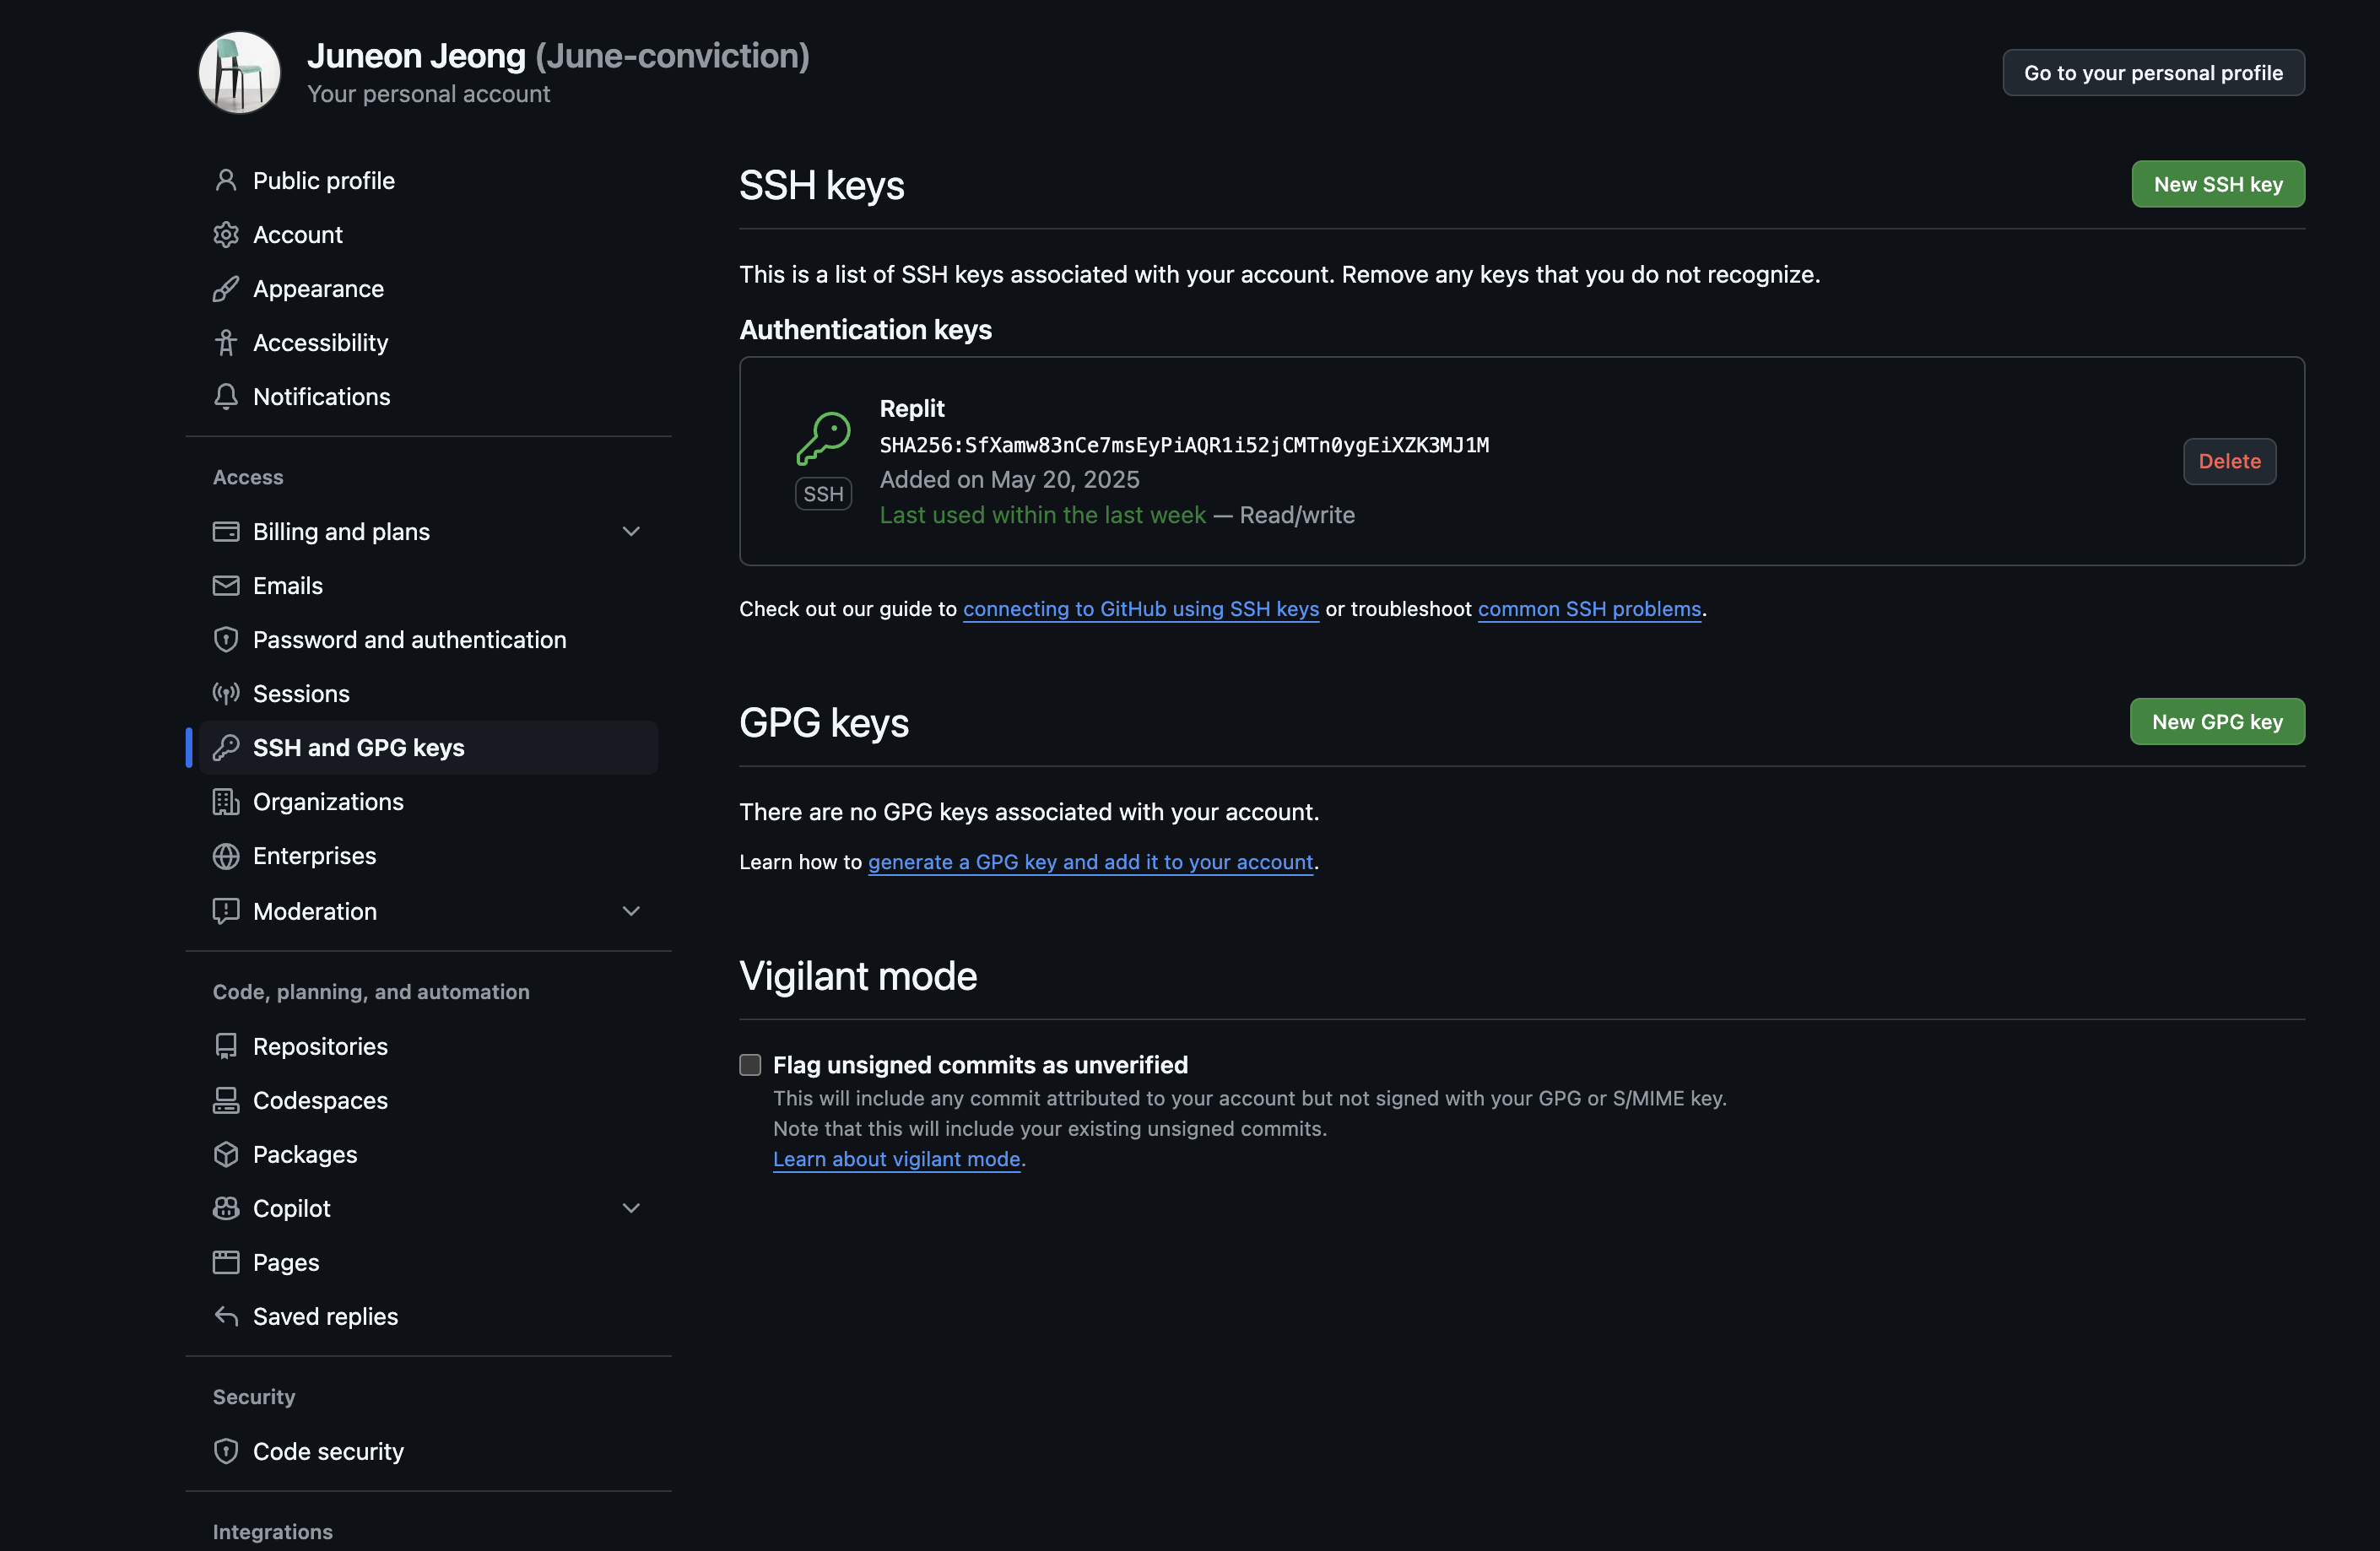 Juneon Jeong (June-conviction)
Your personal account
Go to your personal profile
Public profile
Account
Appearance
Accessibility
Notifications
Access
Billing and plans
Emails
Password and authentication
Sessions
SSH and GPG keys
Organizations
Enterprises
Moderation
Code, planning, and automation
Repositories
Codespaces
Packages
Copilot
Pages
Saved replies
Security
Code security
Integrations
SSH keys
New SSH key
This is a list of SSH keys associated with your account. Remove any keys that you do not recognize.
Authentication keys
Replit
SHA256:SfXamw83nCe7msEyPiAQR1i52jCMTn0ygEiXZK3MJ1M
Added on May 20, 2025
Last used within the last week — Read/write
SSH
Delete
Check out our guide to connecting to GitHub using SSH keys or troubleshoot common SSH problems.
GPG keys
New GPG key
There are no GPG keys associated with your account.
Learn how to generate a GPG key and add it to your account.
Vigilant mode
Flag unsigned commits as unverified
This will include any commit attributed to your account but not signed with your GPG or S/MIME key.
Note that this will include your existing unsigned commits.
Learn about vigilant mode.